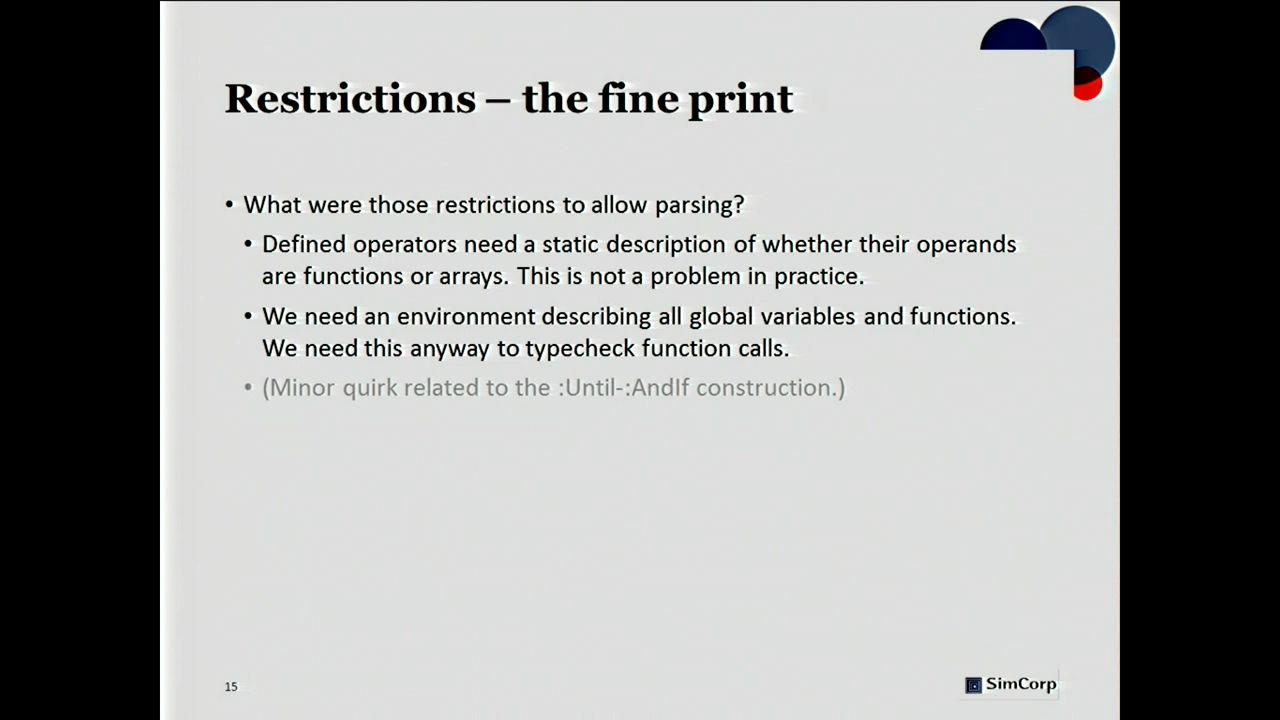 Restrictions – the fine print
• What were those restrictions to allow parsing?
• Defined operators need a static description of whether their operands
are functions or arrays. This is not a problem in practice.
• We need an environment describing all global variables and functions.
We need this anyway to typecheck function calls.
• (Minor quirk related to the :Until-:AndIf construction.)
15
SimCorp